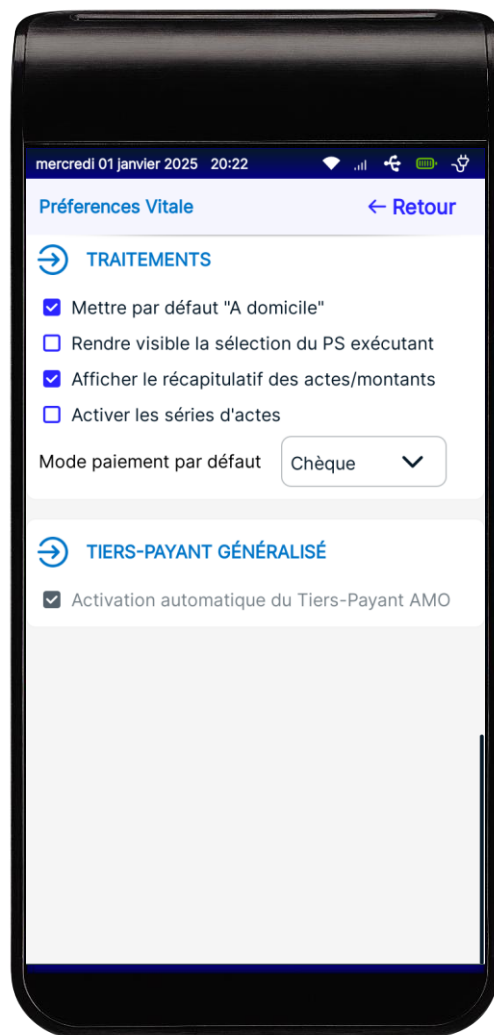 mercredi 01 janvier 2025 20:22
Préferences Vitale ← Retour
TRAITEMENTS
Mettre par défaut "A domicile"
Rendre visible la sélection du PS exécutant
Afficher le récapitulatif des actes/montants
Activer les séries d'actes
Mode paiement par défaut Chèque
TIERS-PAYANT GÉNÉRALISÉ
Activation automatique du Tiers-Payant AMO